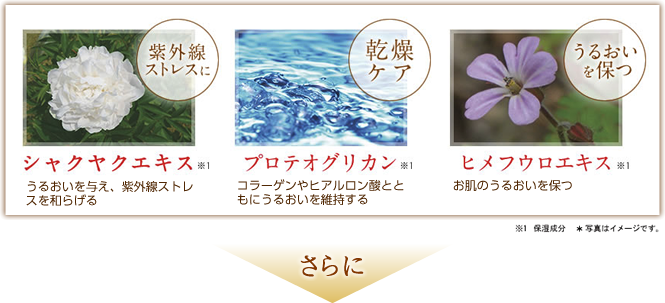 紫外線
ストレスに
乾燥
ケア
うるおい
を保つ
シャクヤクエキス※1
プロテオグリカン※1
ヒメフウロエキス※1
うるおいを与え、紫外線ストレ
スを和らげる
コラーゲンやヒアルロン酸とと
もにうるおいを維持する
お肌のうるおいを保つ
※1 保湿成分 ＊写真はイメージです。
さらに